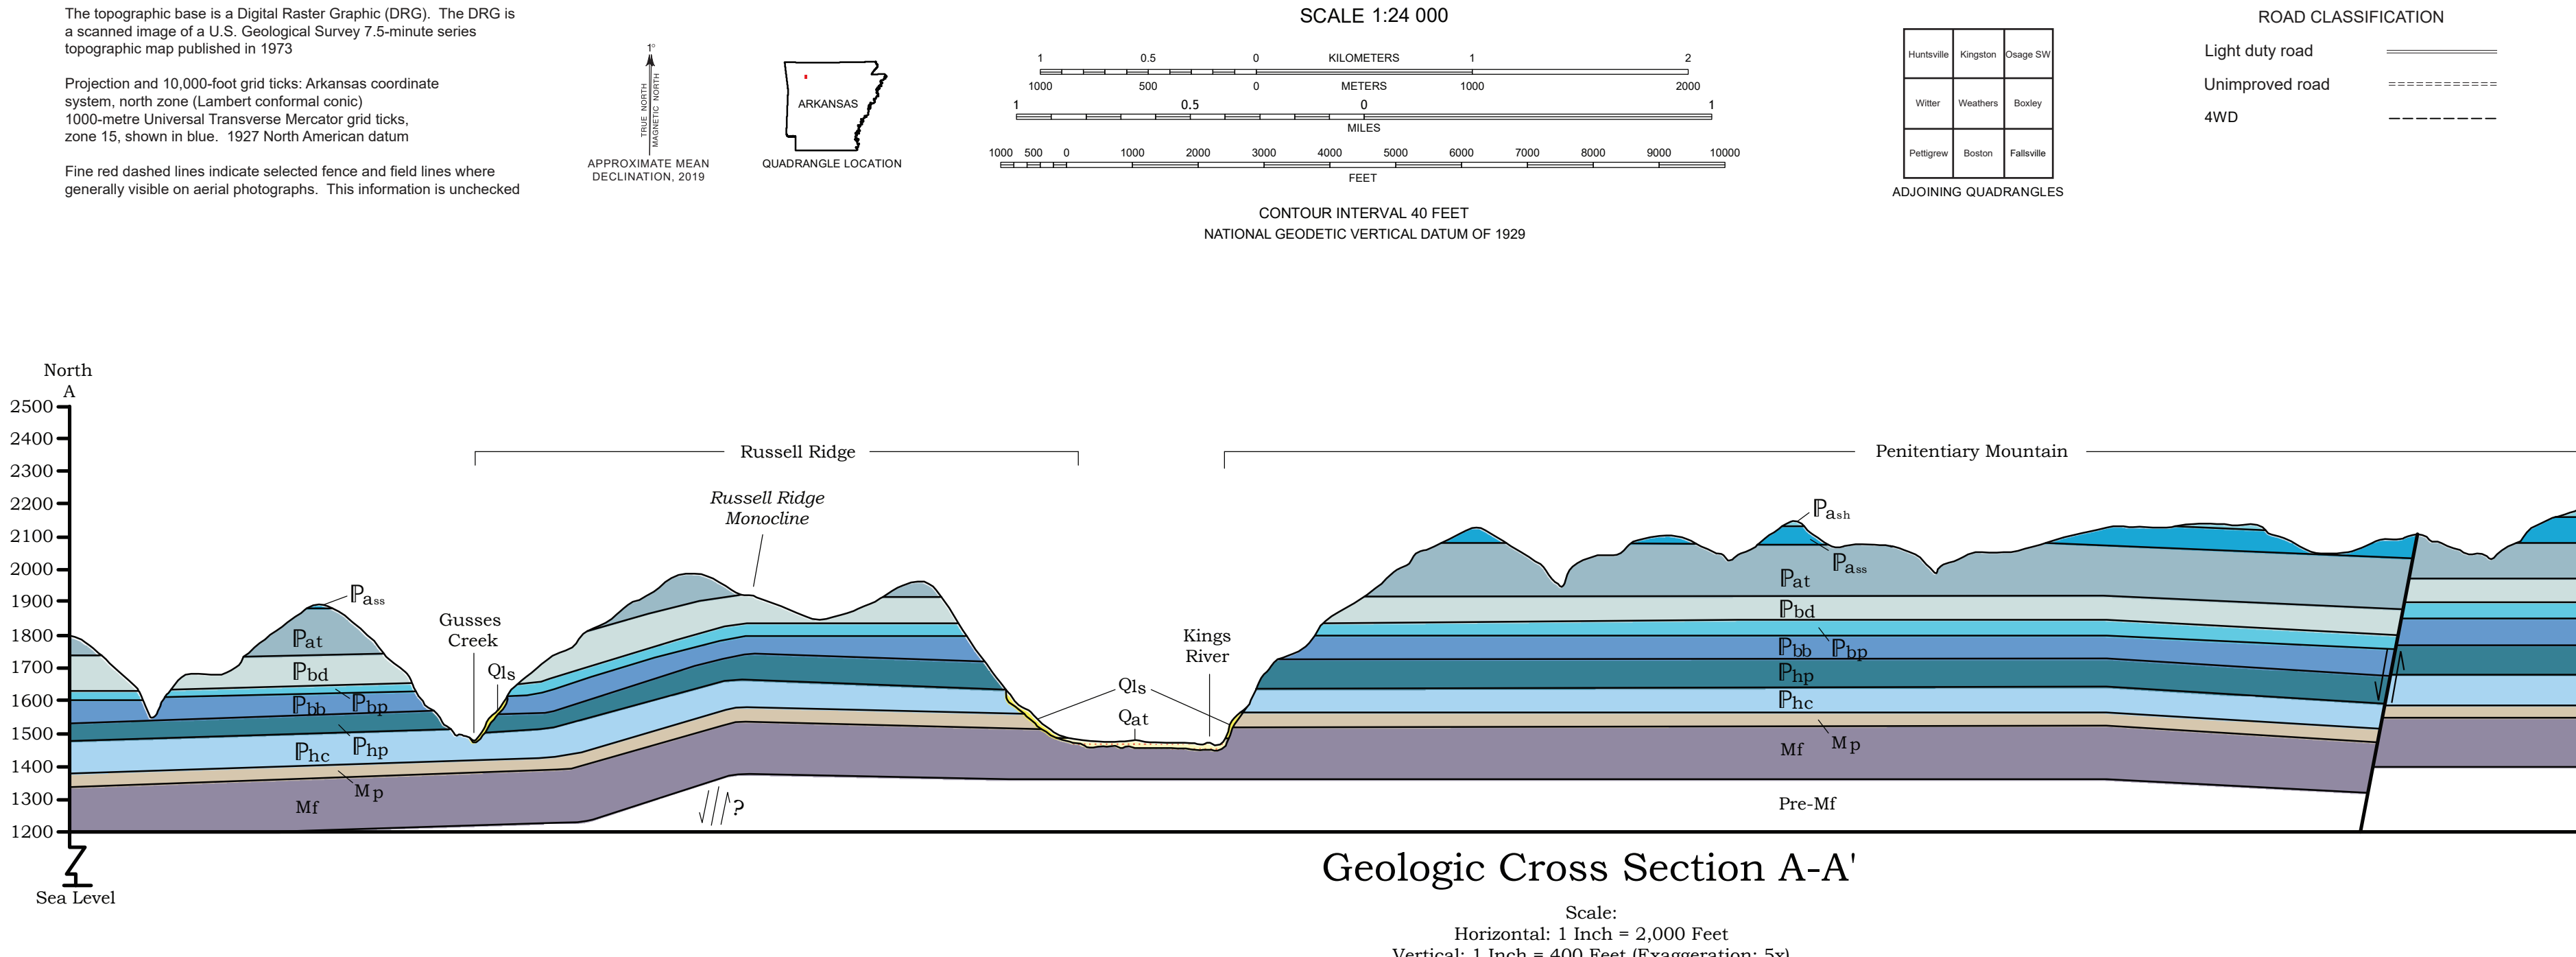 The topographic base is a Digital Raster Graphic (DRG).  The DRG is
a scanned image of a U.S. Geological Survey 7.5-minute series
topographic map published in 1973
Projection and 10,000-foot grid ticks: Arkansas coordinate
system, north zone (Lambert conformal conic)
1000-metre Universal Transverse Mercator grid ticks,
zone 15, shown in blue.  1927 North American datum
Fine red dashed lines indicate selected fence and field lines where
generally visible on aerial photographs.  This information is unchecked
1°
TRUE NORTH
MAGNETIC NORTH
APPROXIMATE MEAN
DECLINATION, 2019
ARKANSAS
QUADRANGLE LOCATION
SCALE 1:24 000
1 0.5 0 KILOMETERS 1 2
1000 500 0 METERS 1000 2000
1 0.5 0 1
MILES
1000 500 0 1000 2000 3000 4000 5000 6000 7000 8000 9000 10000
FEET
CONTOUR INTERVAL 40 FEET
NATIONAL GEODETIC VERTICAL DATUM OF 1929
Huntsville Kingston Osage SW
Witter Weathers Boxley
Pettigrew Boston Fallsville
ADJOINING QUADRANGLES
ROAD CLASSIFICATION
Light duty road
Unimproved road
4WD
North
A
2500
2400
2300
2200
2100
2000
1900
1800
1700
1600
1500
1400
1300
1200
Sea Level
Russell Ridge
Penitentiary Mountain
Russell Ridge
Monocline
ℙass
ℙat
ℙbd
ℙbb
ℙbp
ℙhp
ℙhc
Mp
Mf
Gusses
Creek
Qls
?
Kings
River
Qls
Qat
ℙash
ℙass
ℙat
ℙbd
ℙbb
ℙbp
ℙhp
ℙhc
Mf
Mp
Pre-Mf
Geologic Cross Section A-A'
Scale:
Horizontal: 1 Inch = 2,000 Feet
Vertical: 1 Inch = 400 Feet (Exaggeration: 5x)